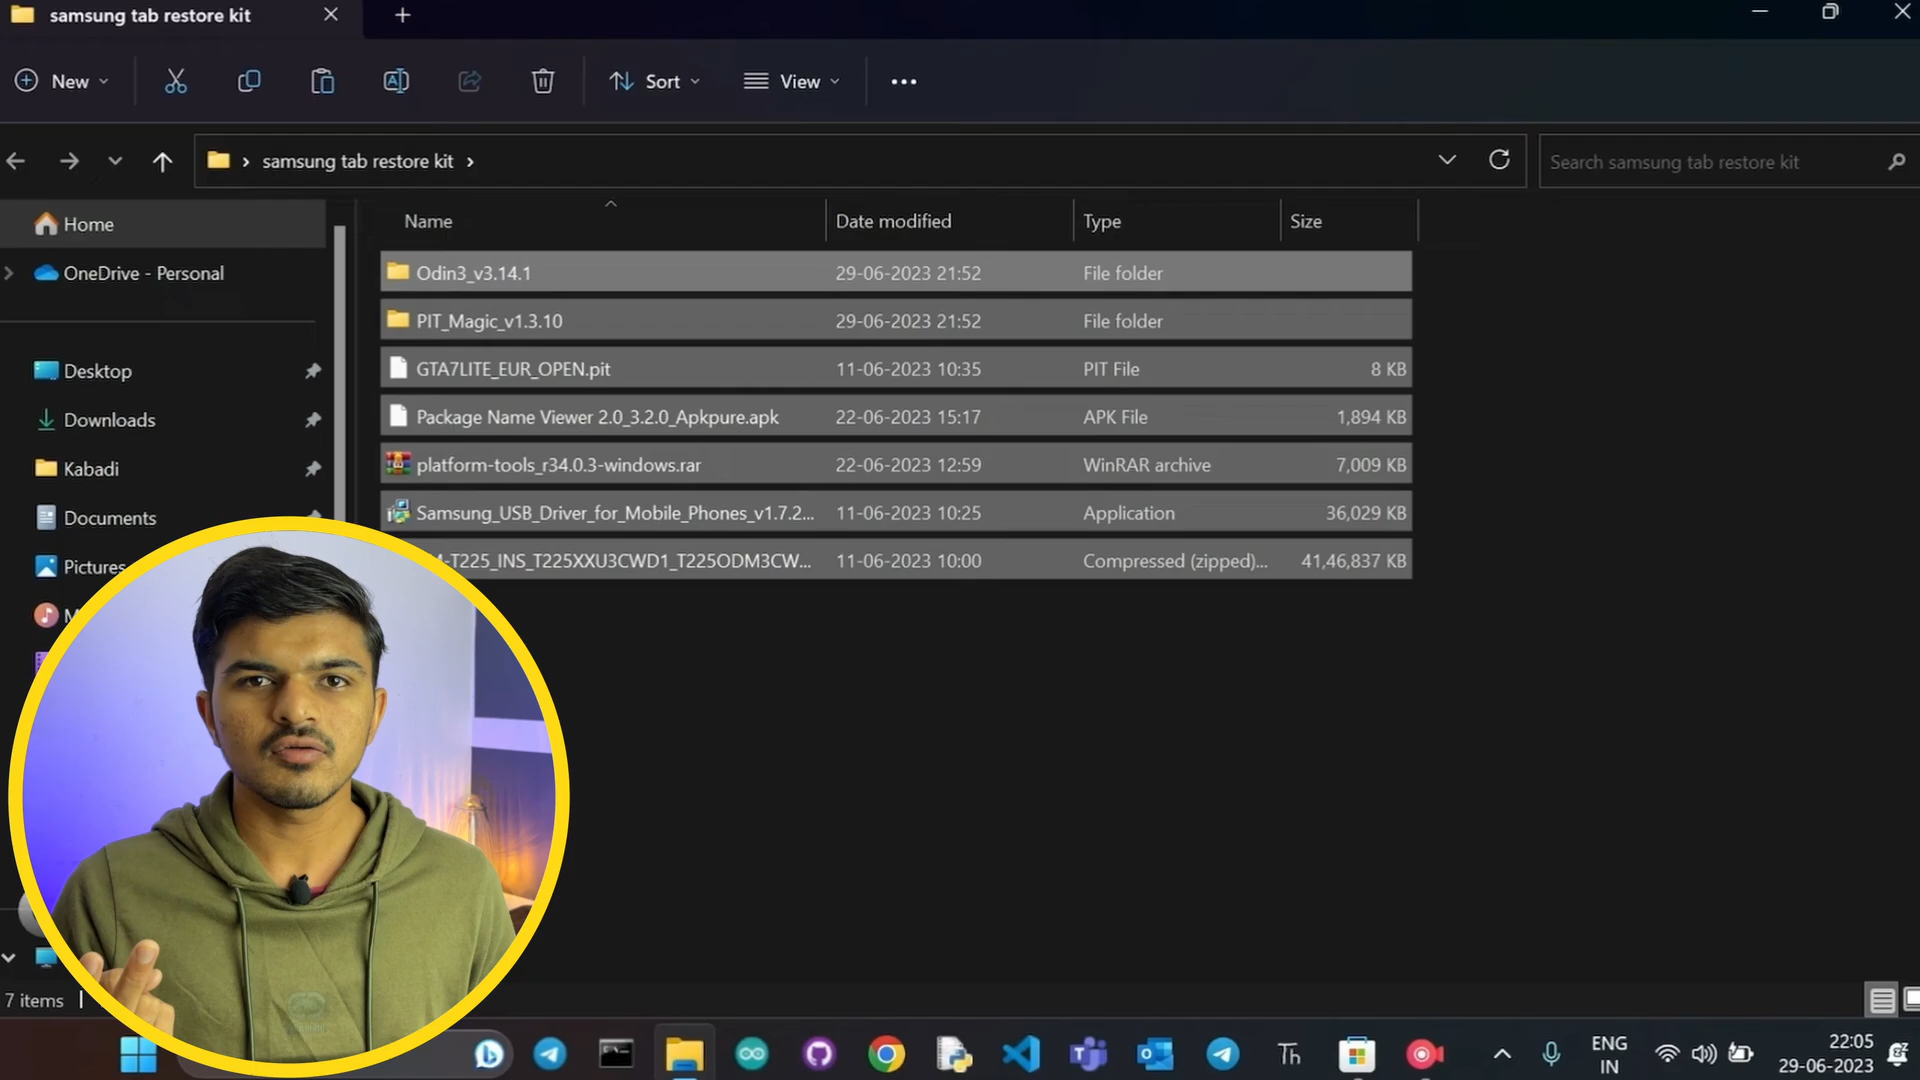 samsung tab restore kit
New
Sort
View
samsung tab restore kit
Search samsung tab restore kit
Home
OneDrive - Personal
Desktop
Downloads
Kabadi
Documents
Pictures
Name Date modified Type Size
Odin3_v3.14.1 29-06-2023 21:52 File folder
PIT_Magic_v1.3.10 29-06-2023 21:52 File folder
GTA7LITE_EUR_OPEN.pit 11-06-2023 10:35 PIT File 8 KB
Package Name Viewer 2.0_3.2.0_Apkpure.apk 22-06-2023 15:17 APK File 1,894 KB
platform-tools_r34.0.3-windows.rar 22-06-2023 12:59 WinRAR archive 7,009 KB
Samsung_USB_Driver_for_Mobile_Phones_v1.7.2... 11-06-2023 10:25 Application 36,029 KB
-T225_INS_T225XXU3CWD1_T225ODM3CW... 11-06-2023 10:00 Compressed (zipped)... 41,46,837 KB
7 items
Th
ENG
IN
22:05
29-06-2023